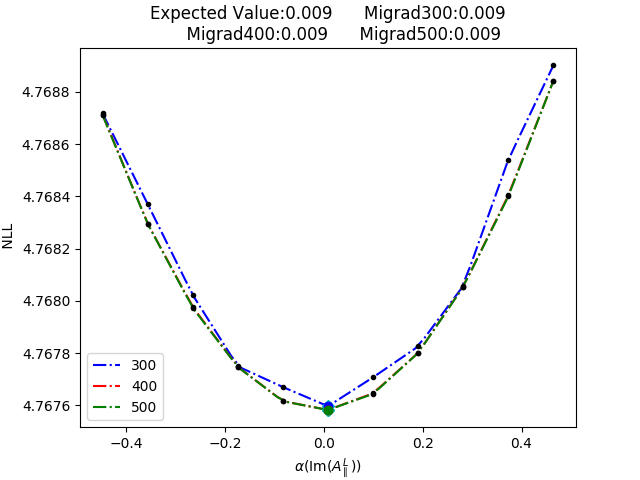 Expected Value:0.009 Migrad300:0.009
Migrad400:0.009 Migrad500:0.009
NLL
4.7688
4.7686
4.7684
4.7682
4.7680
4.7678
4.7676
300
400
500
−0.4 −0.2 0.0 0.2 0.4
α(Im(A∥^L))